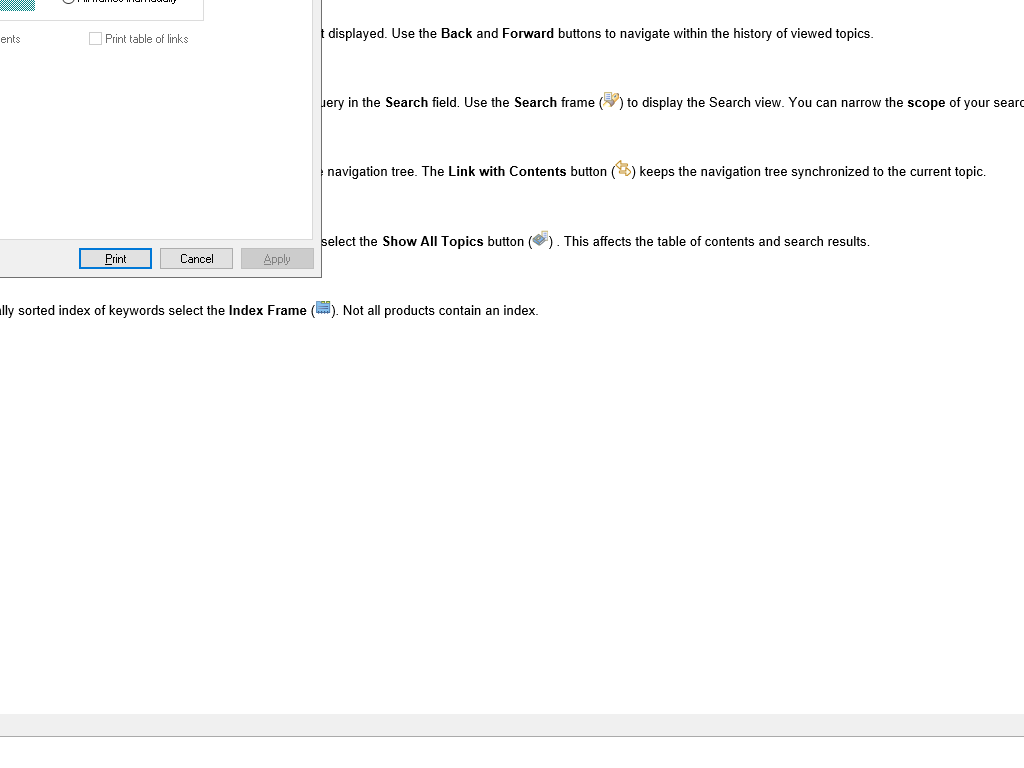 All frames individually
t displayed. Use the Back and Forward buttons to navigate within the history of viewed topics.
ents
Print table of links
uery in the Search field. Use the Search frame ( ) to display the Search view. You can narrow the scope of your searc
navigation tree. The Link with Contents button ( ) keeps the navigation tree synchronized to the current topic.
select the Show All Topics button ( ) . This affects the table of contents and search results.
Print
Cancel
Apply
lly sorted index of keywords select the Index Frame ( ). Not all products contain an index.